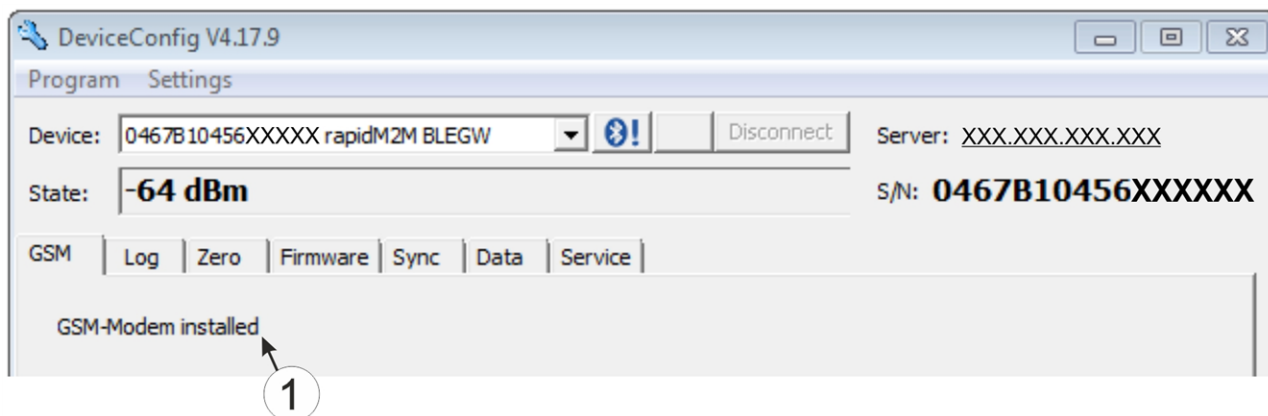 DeviceConfig V4.17.9
Program Settings
Device: 0467B10456XXXXX rapidM2M BLEGW Disconnect Server: XXX.XXX.XXX.XXX
State: -64 dBm S/N: 0467B10456XXXXXX
GSM Log Zero Firmware Sync Data Service
GSM-Modem installed
1